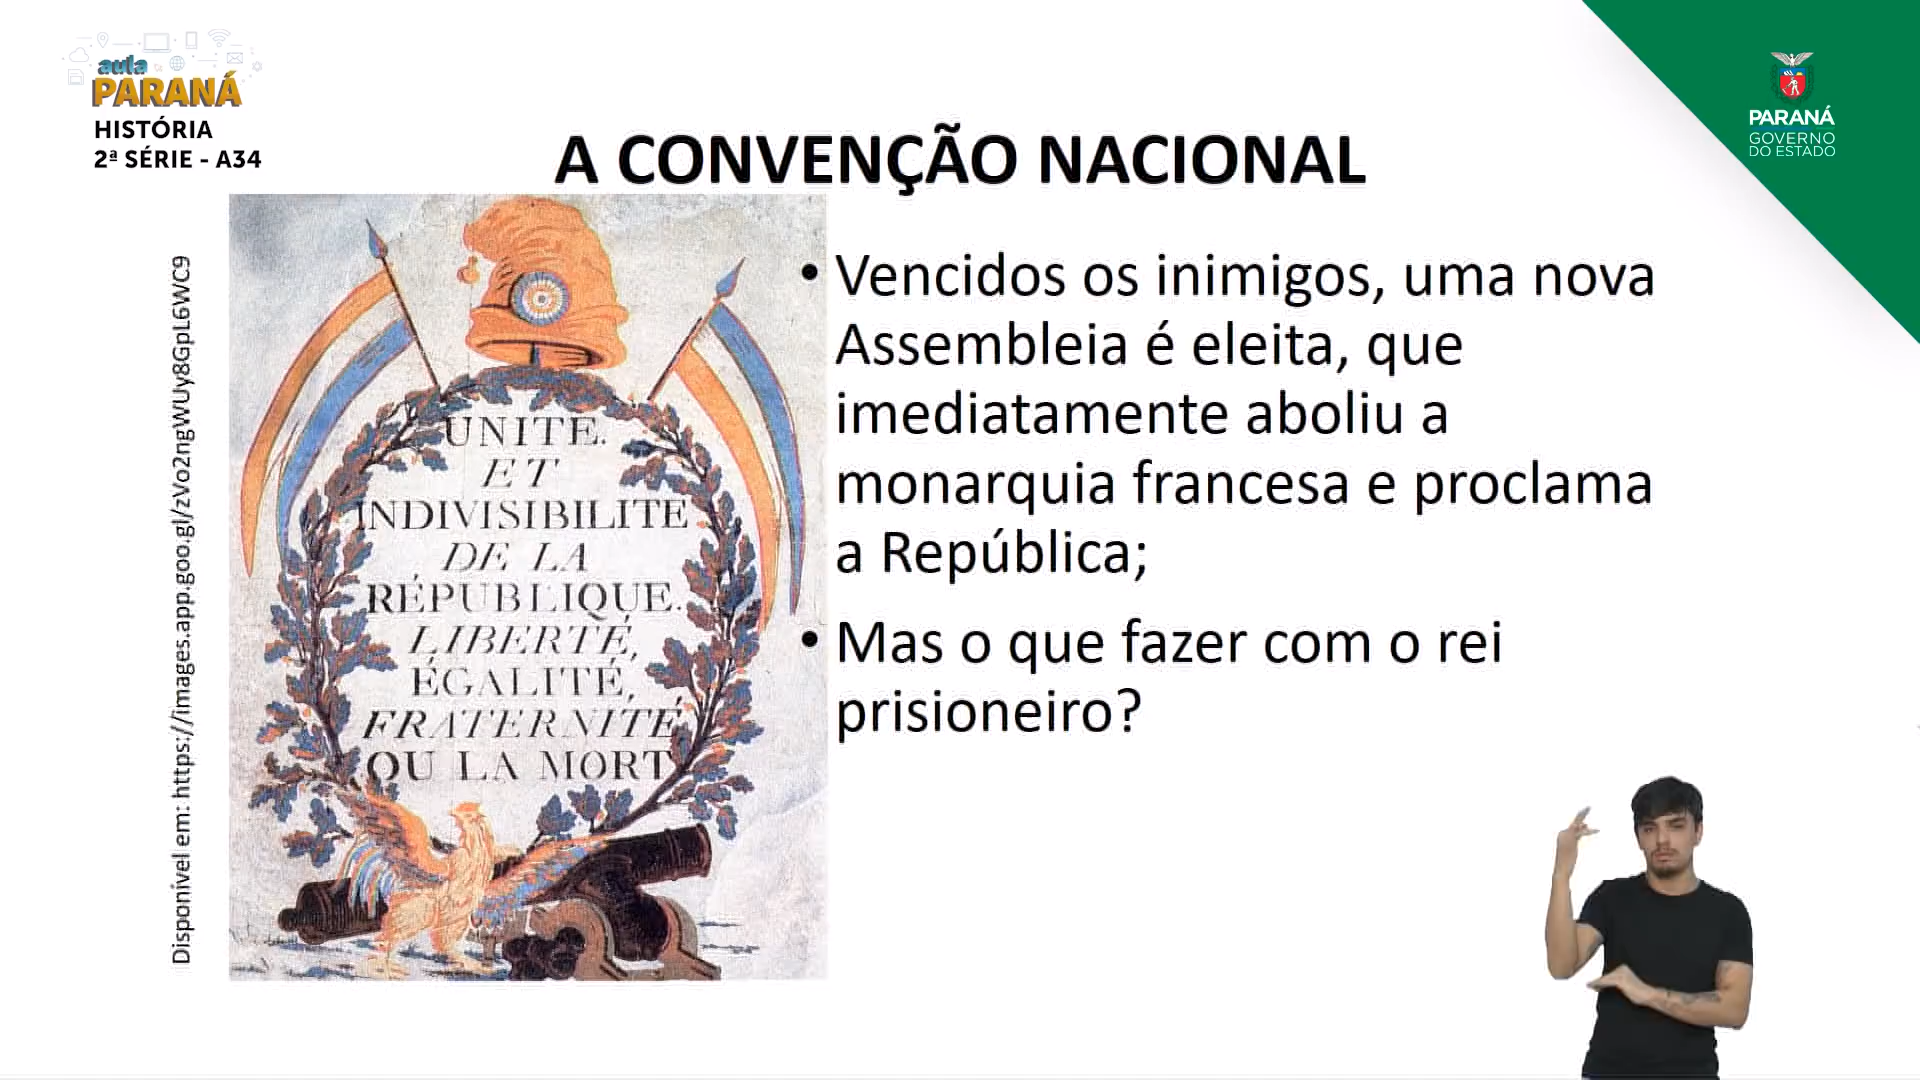 aula
PARANÁ
HISTÓRIA
2ª SÉRIE - A34
PARANÁ
GOVERNO
DO ESTADO
A CONVENÇÃO NACIONAL
Disponível em: https://images.app.goo.gl/zVo2ngWUy8GpL6WC9
UNITE.
ET
INDIVISIBILITE
DE LA
RÉPUBLIQUE.
LIBERTÉ,
ÉGALITÉ,
FRATERNITÉ,
OU LA MORT
• Vencidos os inimigos, uma nova
Assembleia é eleita, que
imediatamente aboliu a
monarquia francesa e proclama
a República;
• Mas o que fazer com o rei
prisioneiro?